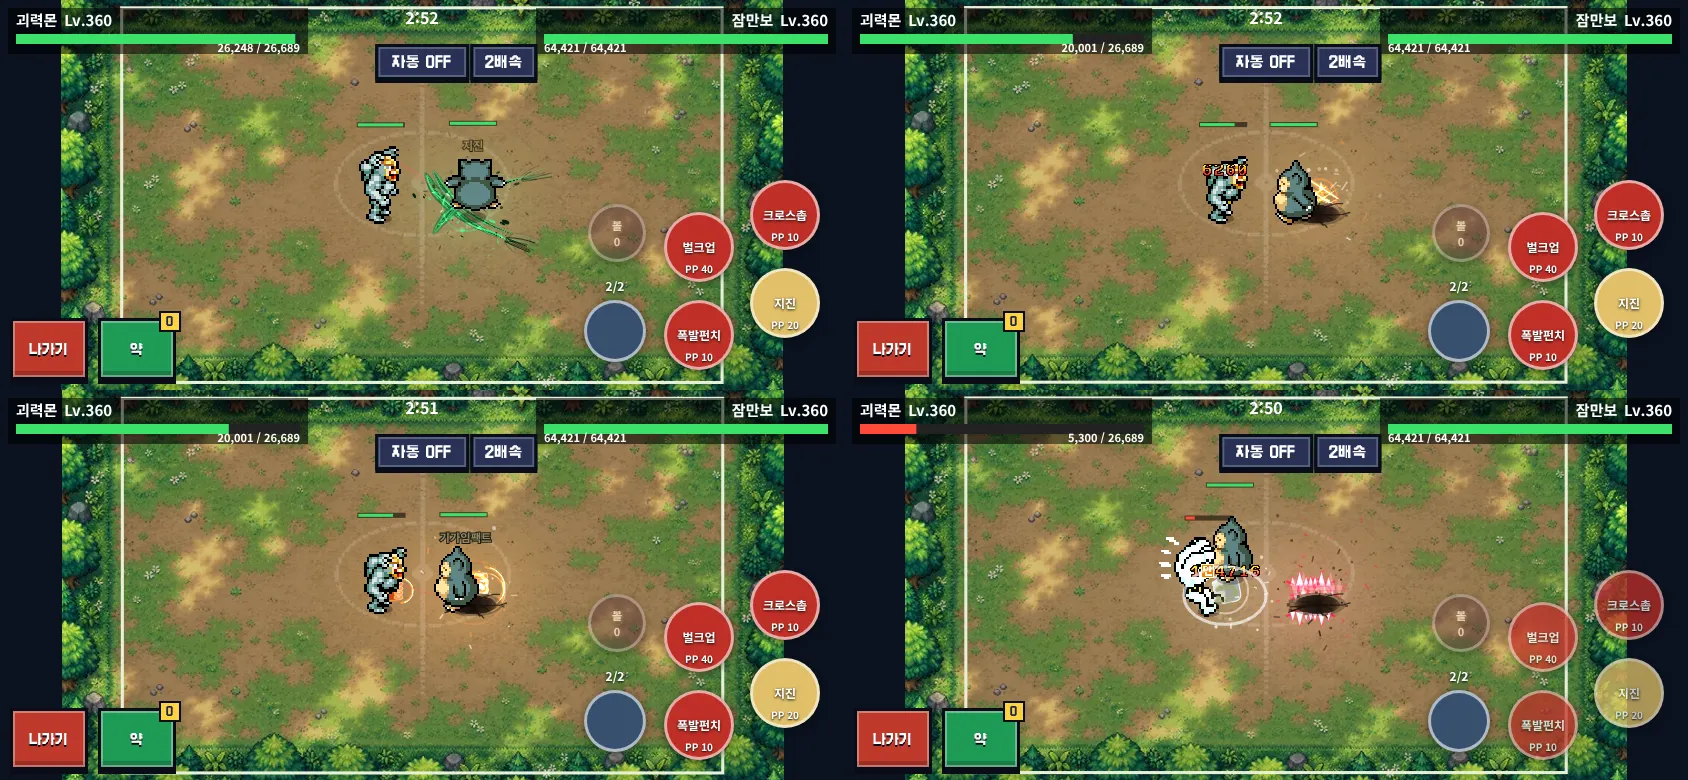 괴력몬 Lv.360
2:52
잠만보 Lv.360
26,248 / 26,689
64,421 / 64,421
자동 OFF
2배속
지진
볼
0
크로스촙
PP 10
벌크업
PP 40
2/2
지진
PP 20
폭발펀치
PP 10
나가기
약
0
괴력몬 Lv.360
2:52
잠만보 Lv.360
20,001 / 26,689
64,421 / 64,421
자동 OFF
2배속
6260
볼
0
크로스촙
PP 10
벌크업
PP 40
2/2
지진
PP 20
폭발펀치
PP 10
나가기
약
0
괴력몬 Lv.360
2:51
잠만보 Lv.360
20,001 / 26,689
64,421 / 64,421
자동 OFF
2배속
기가임팩트
볼
0
크로스촙
PP 10
벌크업
PP 40
2/2
지진
PP 20
폭발펀치
PP 10
나가기
약
0
괴력몬 Lv.360
2:50
잠만보 Lv.360
5,300 / 26,689
64,421 / 64,421
자동 OFF
2배속
볼
0
크로스촙
PP 10
벌크업
PP 40
2/2
지진
PP 20
폭발펀치
PP 10
나가기
약
0